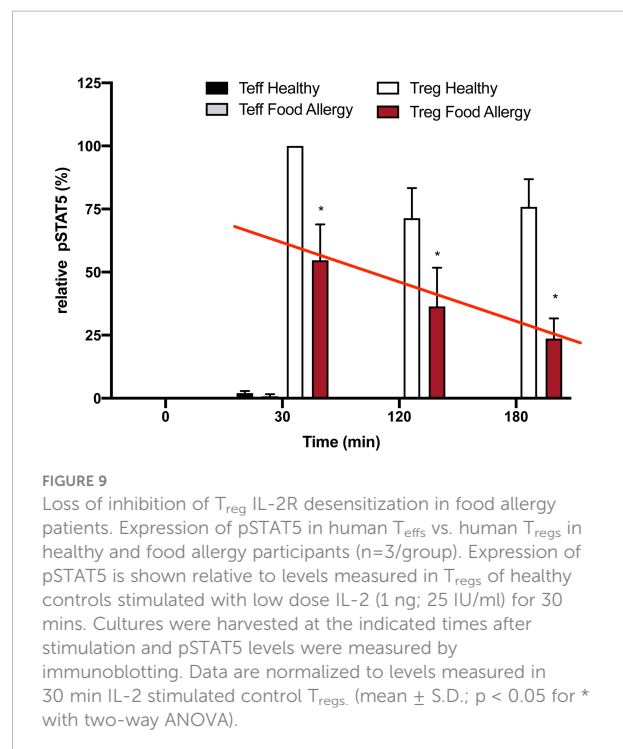 Teff Healthy
Treg Healthy
Teff Food Allergy
Treg Food Allergy
relative pSTAT5 (%)
125
100
75
50
25
0
*
*
*
0 30 120 180
Time (min)
FIGURE 9
Loss of inhibition of Treg IL-2R desensitization in food allergy
patients. Expression of pSTAT5 in human Teffs vs. human Tregs in
healthy and food allergy participants (n=3/group). Expression of
pSTAT5 is shown relative to levels measured in Tregs of healthy
controls stimulated with low dose IL-2 (1 ng; 25 IU/ml) for 30
mins. Cultures were harvested at the indicated times after
stimulation and pSTAT5 levels were measured by
immunoblotting. Data are normalized to levels measured in
30 min IL-2 stimulated control Tregs. (mean ± S.D.; p < 0.05 for *
with two-way ANOVA).